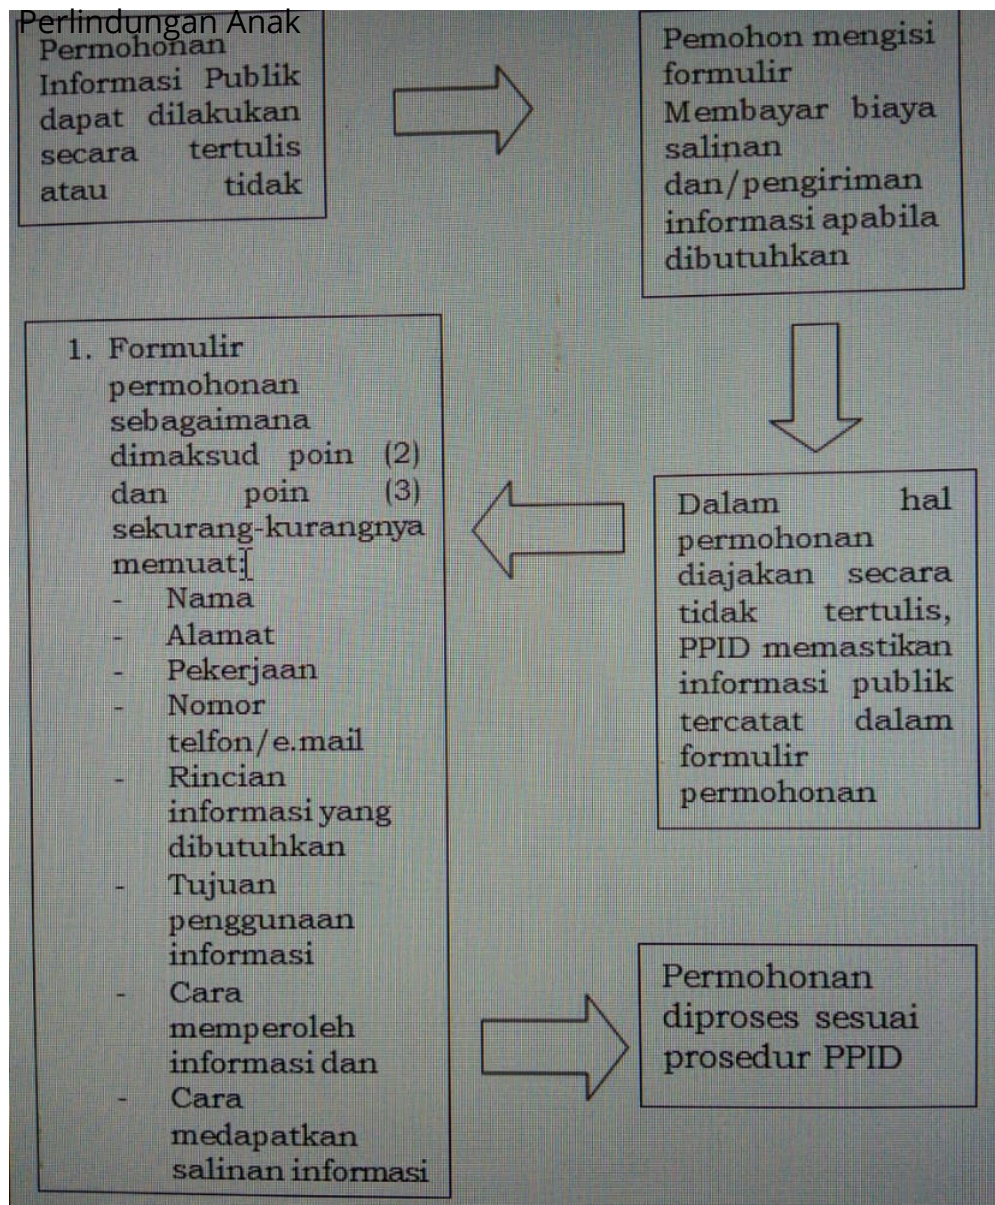 Perlindungan Anak
Permohonan
Informasi Publik
dapat dilakukan
secara tertulis
atau tidak
Pemohon mengisi
formulir
Membayar biaya
salinan
dan/pengiriman
informasi apabila
dibutuhkan
Dalam hal
permohonan
diajakan secara
tidak tertulis,
PPID memastikan
informasi publik
tercatat dalam
formulir
permohonan
1. Formulir
permohonan
sebagaimana
dimaksud poin (2)
dan poin (3)
sekurang-kurangnya
memuat:
- Nama
- Alamat
- Pekerjaan
- Nomor
telfon/e.mail
- Rincian
informasi yang
dibutuhkan
- Tujuan
penggunaan
informasi
- Cara
memperoleh
informasi dan
- Cara
medapatkan
salinan informasi
Permohonan
diproses sesuai
prosedur PPID